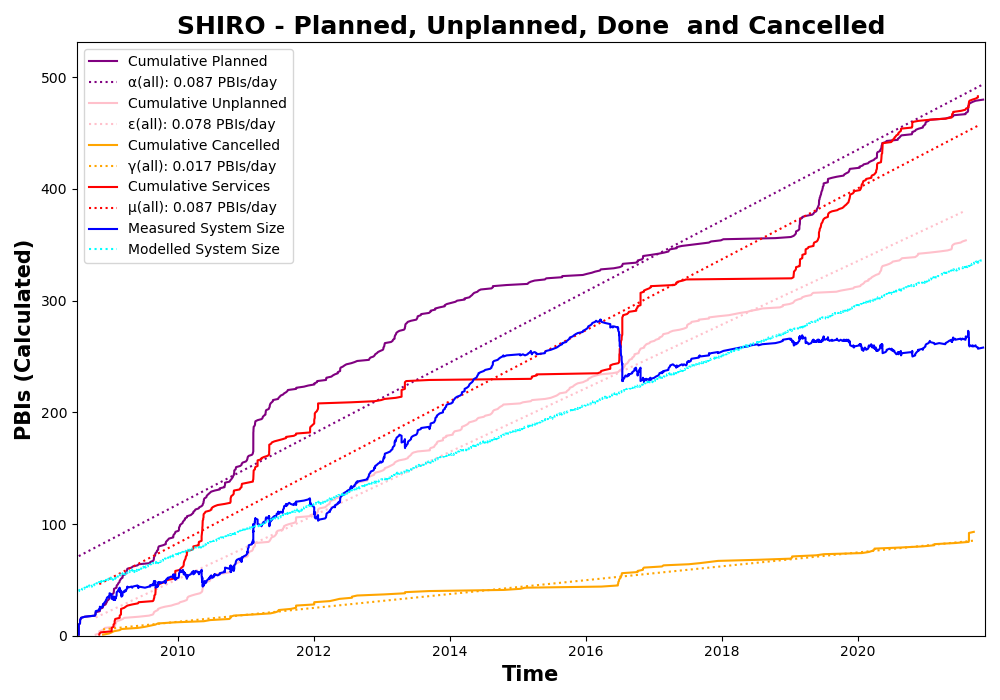 SHIRO - Planned, Unplanned, Done  and Cancelled
PBIs (Calculated)
500
400
300
200
100
0
Cumulative Planned
α(all): 0.087 PBIs/day
Cumulative Unplanned
ε(all): 0.078 PBIs/day
Cumulative Cancelled
γ(all): 0.017 PBIs/day
Cumulative Services
μ(all): 0.087 PBIs/day
Measured System Size
Modelled System Size
2010 2012 2014 2016 2018 2020
Time